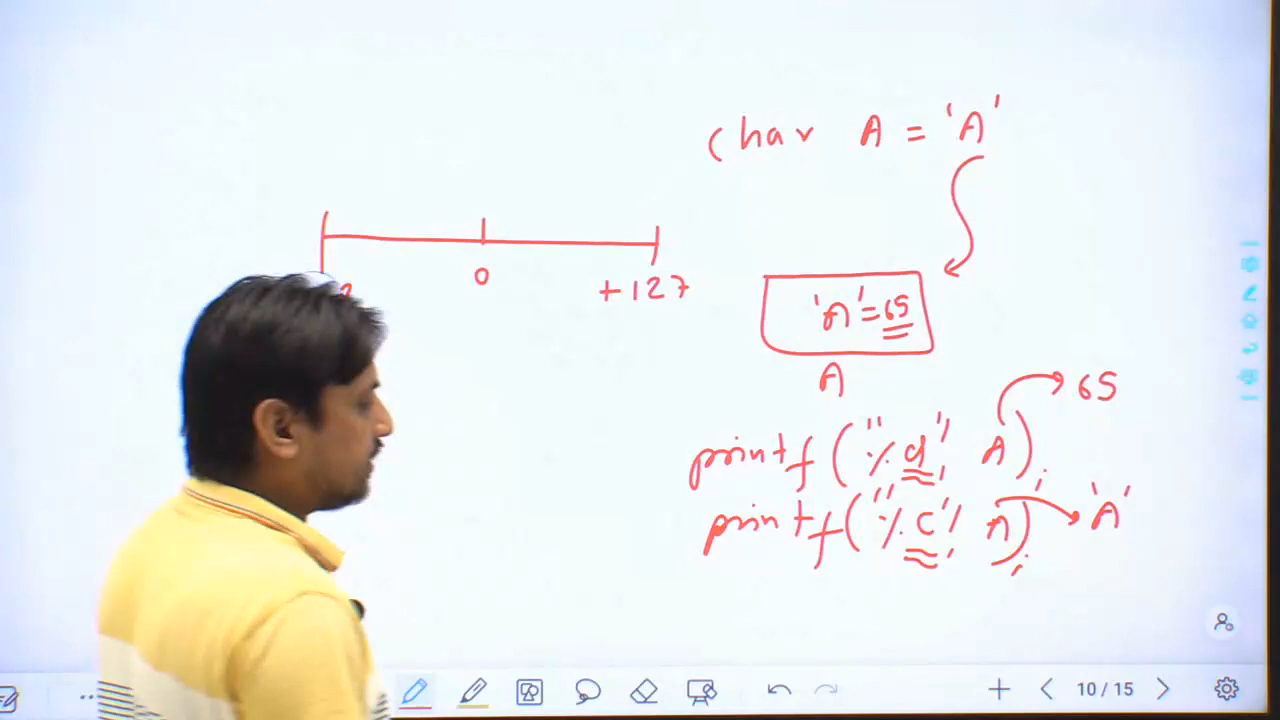 char A = 'A'
0
+127
'A' = 65
A
65
printf("%d", A);
printf("%c", A);
'A'
10 / 15